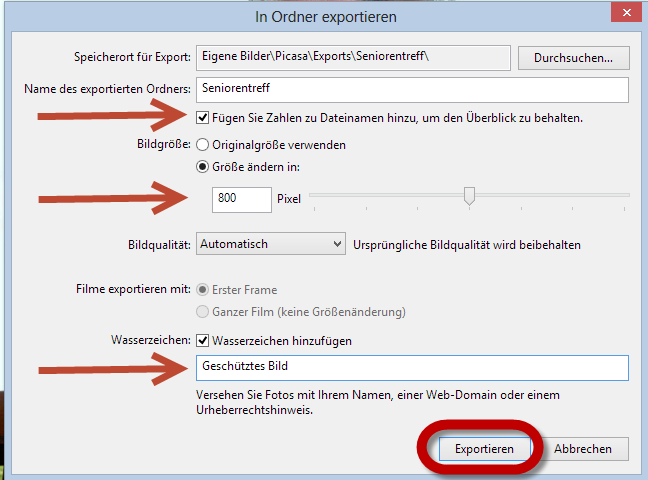 In Ordner exportieren
Speicherort für Export: Eigene Bilder\Picasa\Exports\Seniorentreff\ Durchsuchen...
Name des exportierten Ordners: Seniorentreff
Fügen Sie Zahlen zu Dateinamen hinzu, um den Überblick zu behalten.
Bildgröße: Originalgröße verwenden
Größe ändern in:
800 Pixel
Bildqualität: Automatisch Ursprüngliche Bildqualität wird beibehalten
Filme exportieren mit: Erster Frame
Ganzer Film (keine Größenänderung)
Wasserzeichen: Wasserzeichen hinzufügen
Geschütztes Bild
Versehen Sie Fotos mit Ihrem Namen, einer Web-Domain oder einem
Urheberrechtshinweis.
Exportieren Abbrechen